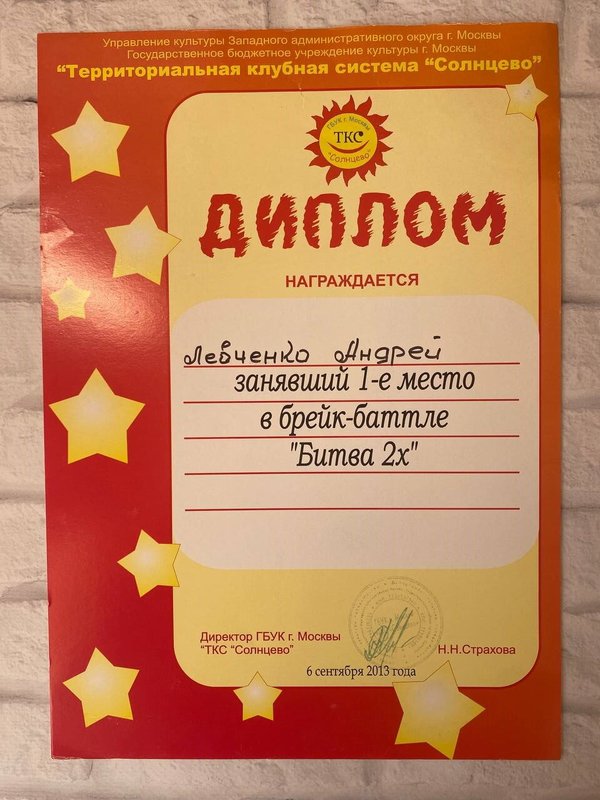 Управление культуры Западного административного округа г. Москвы
Государственное бюджетное учреждение культуры г. Москвы
“Территориальная клубная система “Солнцево”
ГБУК г. Москвы
ТКС
"Солнцево"
ДИПЛОМ
НАГРАЖДАЕТСЯ
Левченко Андрей
занявший 1-е место
в брейк-баттле
"Битва 2х"
Директор ГБУК г. Москвы
“ТКС “Солнцево”
Н.Н.Страхова
6 сентября 2013 года